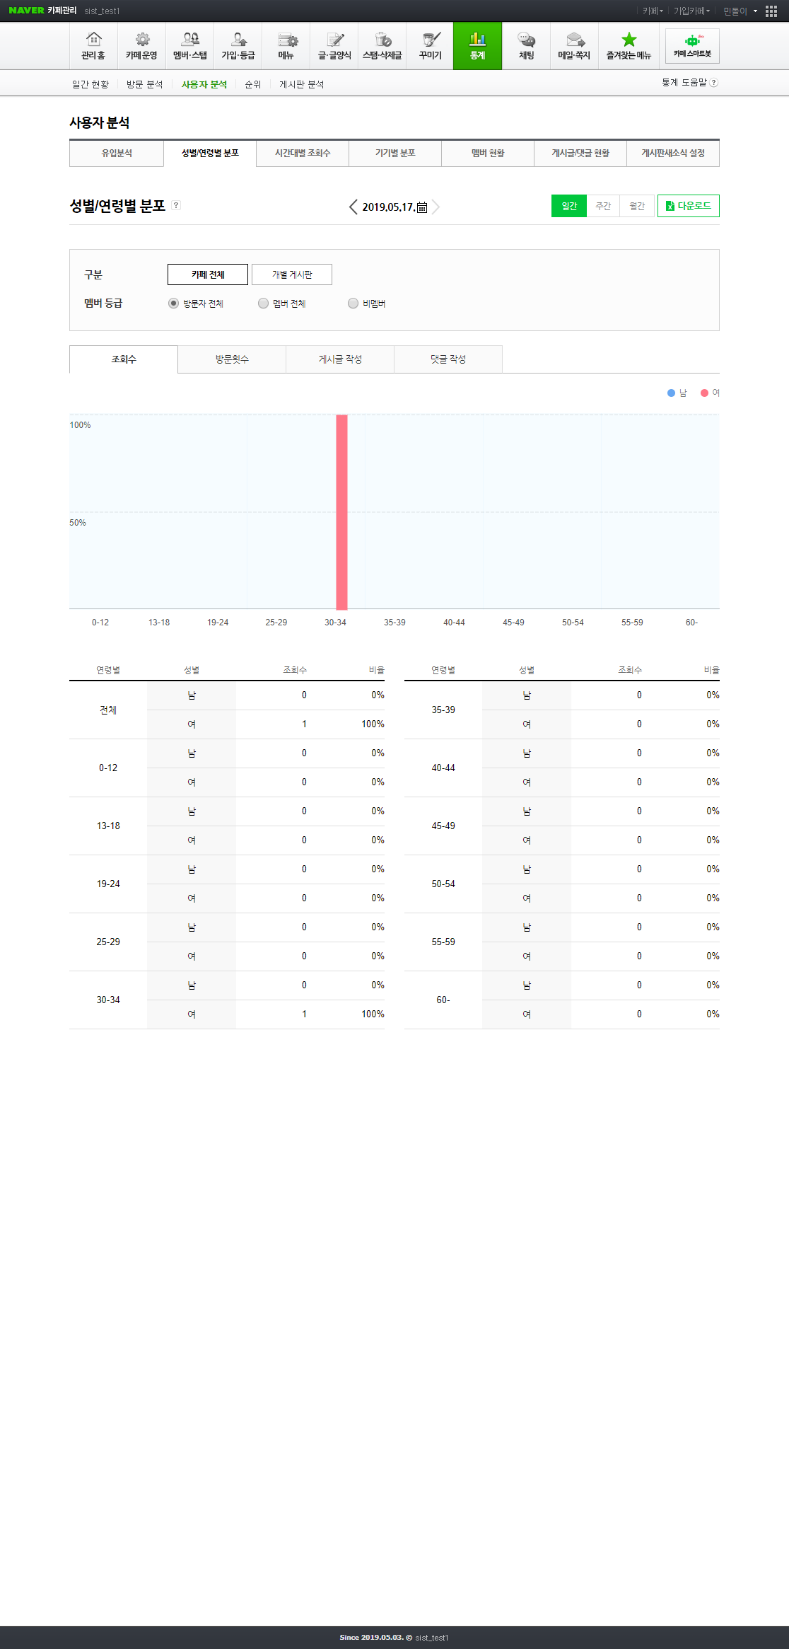 NAVER 카페관리 sist_test1 카페 가입카페 만돌이
관리 홈 카페 운영 멤버·스탭 가입·등급 메뉴 글·글양식 스팸·삭제글 꾸미기 통계 채팅 메일·쪽지 즐겨찾는 메뉴 카페 스마트봇
일간 현황 방문 분석 사용자 분석 순위 게시판 분석 통계 도움말 ?
사용자 분석
유입분석 성별/연령별 분포 시간대별 조회수 기기별 분포 멤버 현황 게시글/댓글 현황 게시판새소식 설정
성별/연령별 분포 ? 2019.05.17. 일간 주간 월간 다운로드
구분 카페 전체 개별 게시판
멤버 등급 방문자 전체 멤버 전체 비멤버
조회수 방문횟수 게시글 작성 댓글 작성
남 여
100%
50%
0-12 13-18 19-24 25-29 30-34 35-39 40-44 45-49 50-54 55-59 60-
연령별 성별 조회수 비율 연령별 성별 조회수 비율
전체 남 0 0% 35-39 남 0 0%
여 1 100% 여 0 0%
0-12 남 0 0% 40-44 남 0 0%
여 0 0% 여 0 0%
13-18 남 0 0% 45-49 남 0 0%
여 0 0% 여 0 0%
19-24 남 0 0% 50-54 남 0 0%
여 0 0% 여 0 0%
25-29 남 0 0% 55-59 남 0 0%
여 0 0% 여 0 0%
30-34 남 0 0% 60- 남 0 0%
여 1 100% 여 0 0%
Since 2019.05.03. © sist_test1